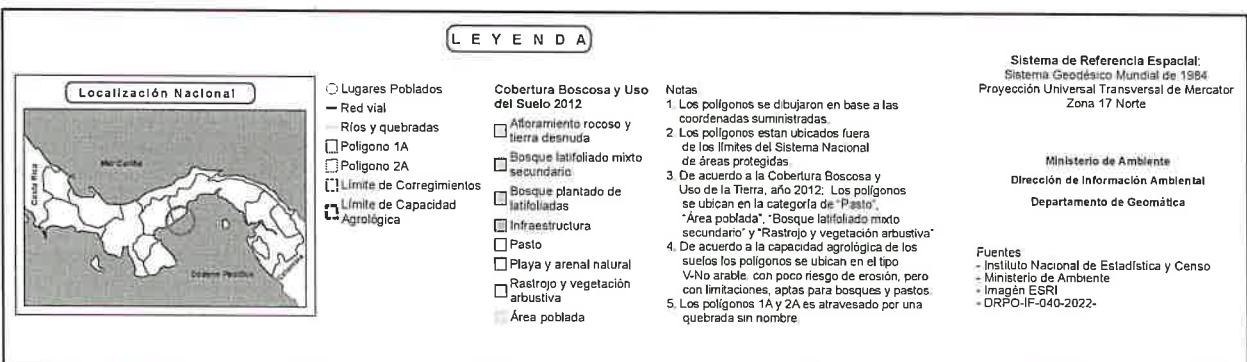 LEYENDA
Localización Nacional
Costa Rica
Mar Caribe
Océano Pacífico
Colombia
Lugares Poblados
Red vial
Ríos y quebradas
Poligono 1A
Poligono 2A
Límite de Corregimientos
Límite de Capacidad
Agrológica
Cobertura Boscosa y Uso
del Suelo 2012
Afloramiento rocoso y
tierra desnuda
Bosque latifoliado mixto
secundario
Bosque plantado de
latifoliadas
Infraestructura
Pasto
Playa y arenal natural
Rastrojo y vegetación
arbustiva
Área poblada
Notas
1. Los polígonos se dibujaron en base a las
coordenadas suministradas.
2. Los polígonos estan ubicados fuera
de los límites del Sistema Nacional
de áreas protegidas.
3. De acuerdo a la Cobertura Boscosa y
Uso de la Tierra, año 2012; Los polígonos
se ubican en la categoría de "Pasto",
"Área poblada", "Bosque latifoliado mixto
secundario" y "Rastrojo y vegetación arbustiva"
4. De acuerdo a la capacidad agrológica de los
suelos los polígonos se ubican en el tipo
V-No arable, con poco riesgo de erosión, pero
con limitaciones, aptas para bosques y pastos.
5. Los polígonos 1A y 2A es atravesado por una
quebrada sin nombre.
Sistema de Referencia Espacial:
Sistema Geodésico Mundial de 1984
Proyección Universal Transversal de Mercator
Zona 17 Norte
Ministerio de Ambiente
Dirección de Información Ambiental
Departamento de Geomática
Fuentes
- Instituto Nacional de Estadística y Censo
- Ministerio de Ambiente
- Imagén ESRI
- DRPO-IF-040-2022-